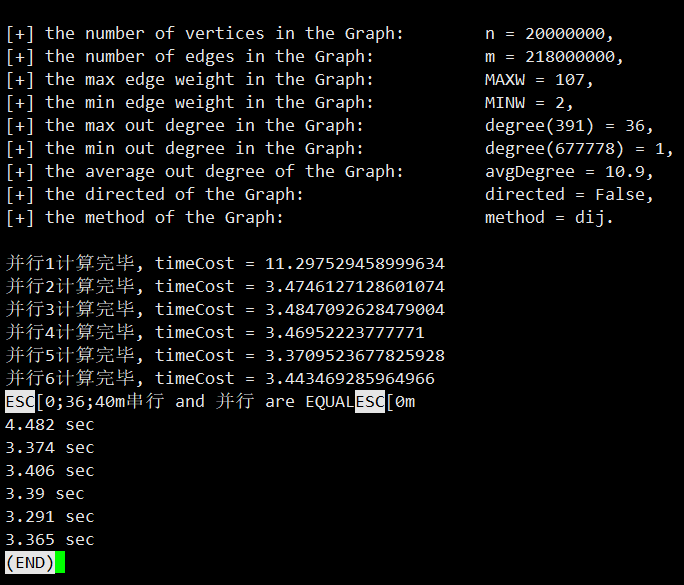 [+] the number of vertices in the Graph: n = 20000000,
[+] the number of edges in the Graph: m = 218000000,
[+] the max edge weight in the Graph: MAXW = 107,
[+] the min edge weight in the Graph: MINW = 2,
[+] the max out degree in the Graph: degree(391) = 36,
[+] the min out degree in the Graph: degree(677778) = 1,
[+] the average out degree of the Graph: avgDegree = 10.9,
[+] the directed of the Graph: directed = False,
[+] the method of the Graph: method = dij.
并行1计算完毕, timeCost = 11.297529458999634
并行2计算完毕, timeCost = 3.4746127128601074
并行3计算完毕, timeCost = 3.4847092628479004
并行4计算完毕, timeCost = 3.46952223777771
并行5计算完毕, timeCost = 3.3709523677825928
并行6计算完毕, timeCost = 3.443469285964966
ESC[0;36;40m串行 and 并行 are EQUALESC[0m
4.482 sec
3.374 sec
3.406 sec
3.39 sec
3.291 sec
3.365 sec
(END)